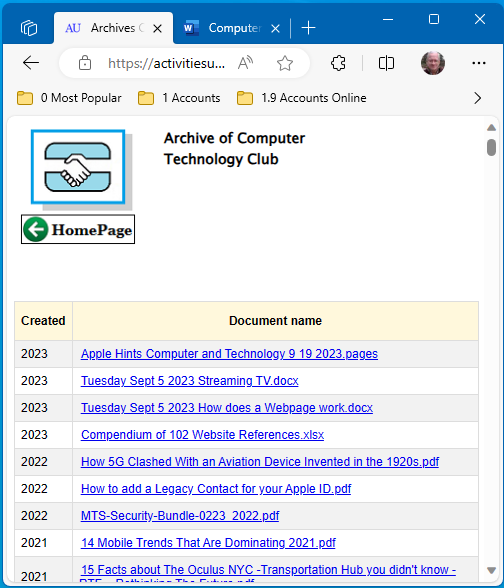 AU Archives C
Computer
https://activitiesu...
0 Most Popular 1 Accounts 1.9 Accounts Online
Archive of Computer
Technology Club
HomePage
Created Document name
2023 Apple Hints Computer and Technology 9 19 2023.pages
2023 Tuesday Sept 5 2023 Streaming TV.docx
2023 Tuesday Sept 5 2023 How does a Webpage work.docx
2023 Compendium of 102 Website References.xlsx
2022 How 5G Clashed With an Aviation Device Invented in the 1920s.pdf
2022 How to add a Legacy Contact for your Apple ID.pdf
2022 MTS-Security-Bundle-0223_2022.pdf
2021 14 Mobile Trends That Are Dominating 2021.pdf
2021 15 Facts about The Oculus NYC -Transportation Hub you didn't know -
RTF - Rethinking The Future.pdf